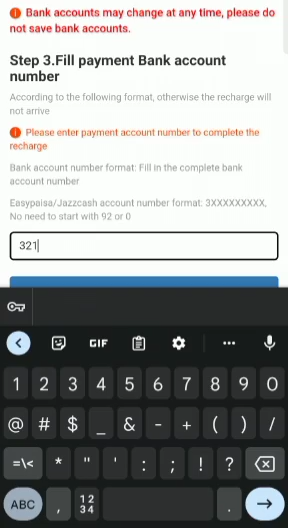 Bank accounts may change at any time, please do
not save bank accounts.
Step 3.Fill payment Bank account
number
According to the following format, otherwise the recharge will
not arrive
Please enter payment account number to complete the
recharge
Bank account number format: Fill in the complete bank
account number
Easypaisa/Jazzcash account number format: 3XXXXXXXXX,
No need to start with 92 or 0
321
GIF
1 2 3 4 5 6 7 8 9 0
@ # $ _ & - + ( ) /
=\< * " ' : ; ! ?
ABC , 12 .
34